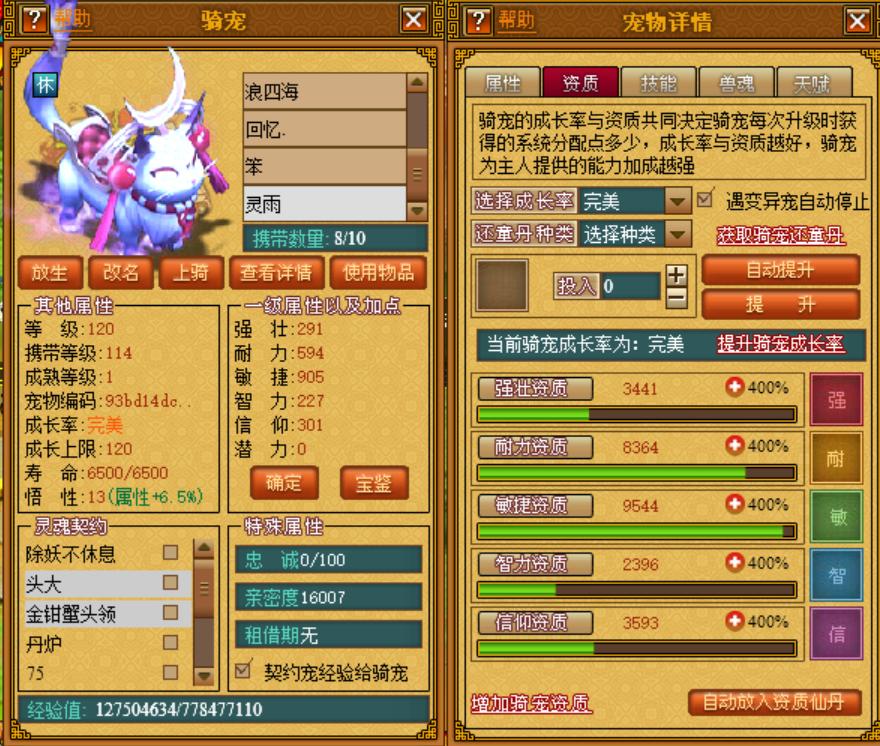 ? 帮助 骑宠
休
浪四海
回忆.
笨
灵雨
携带数量: 8/10
放生 改名 上骑 查看详情 使用物品
其他属性
等 级:120
携带等级:114
成熟等级:1
宠物编码:93bd14dc..
成长率:完美
成长上限:120
寿 命:6500/6500
悟 性:13(属性+6.5%)
一级属性以及加点
强 壮:291
耐 力:594
敏 捷:905
智 力:227
信 仰:301
潜 力:0
确定 宝鉴
灵魂契约
除妖不休息
头大
金钳蟹头领
丹炉
75
特殊属性
忠 诚0/100
亲密度16007
租借期无
契约宠经验给骑宠
经验值: 127504634/778477110
? 帮助 宠物详情
属性 资质 技能 兽魂 天赋
骑宠的成长率与资质共同决定骑宠每次升级时获
得的系统分配点多少，成长率与资质越好，骑宠
为主人提供的能力加成越强
选择成长率 完美 遇变异宠自动停止
还童丹种类 选择种类 获取骑宠还童丹
投入 0
自动提升
提 升
当前骑宠成长率为: 完美 提升骑宠成长率
强壮资质 3441 400% 强
耐力资质 8364 400% 耐
敏捷资质 9544 400% 敏
智力资质 2396 400% 智
信仰资质 3593 400% 信
增加骑宠资质 自动放入资质仙丹